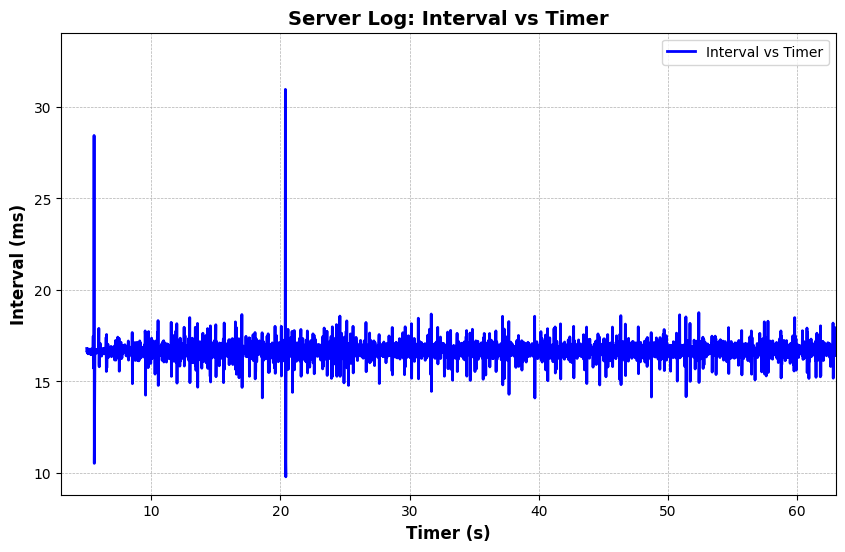 Server Log: Interval vs Timer
Interval vs Timer
30
25
20
15
10
Interval (ms)
10 20 30 40 50 60
Timer (s)